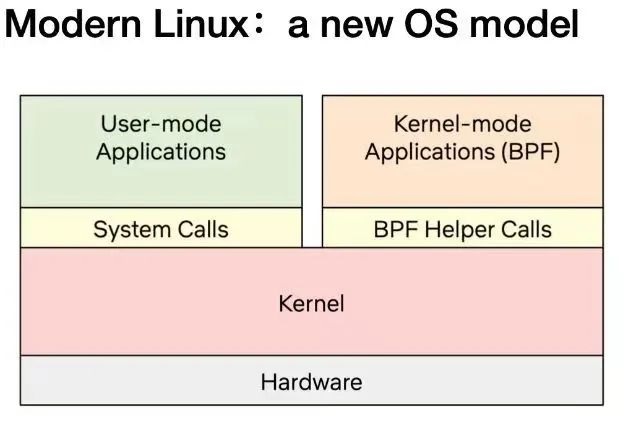 Modern Linux：a new OS model
User-mode
Applications
Kernel-mode
Applications (BPF)
System Calls
BPF Helper Calls
Kernel
Hardware